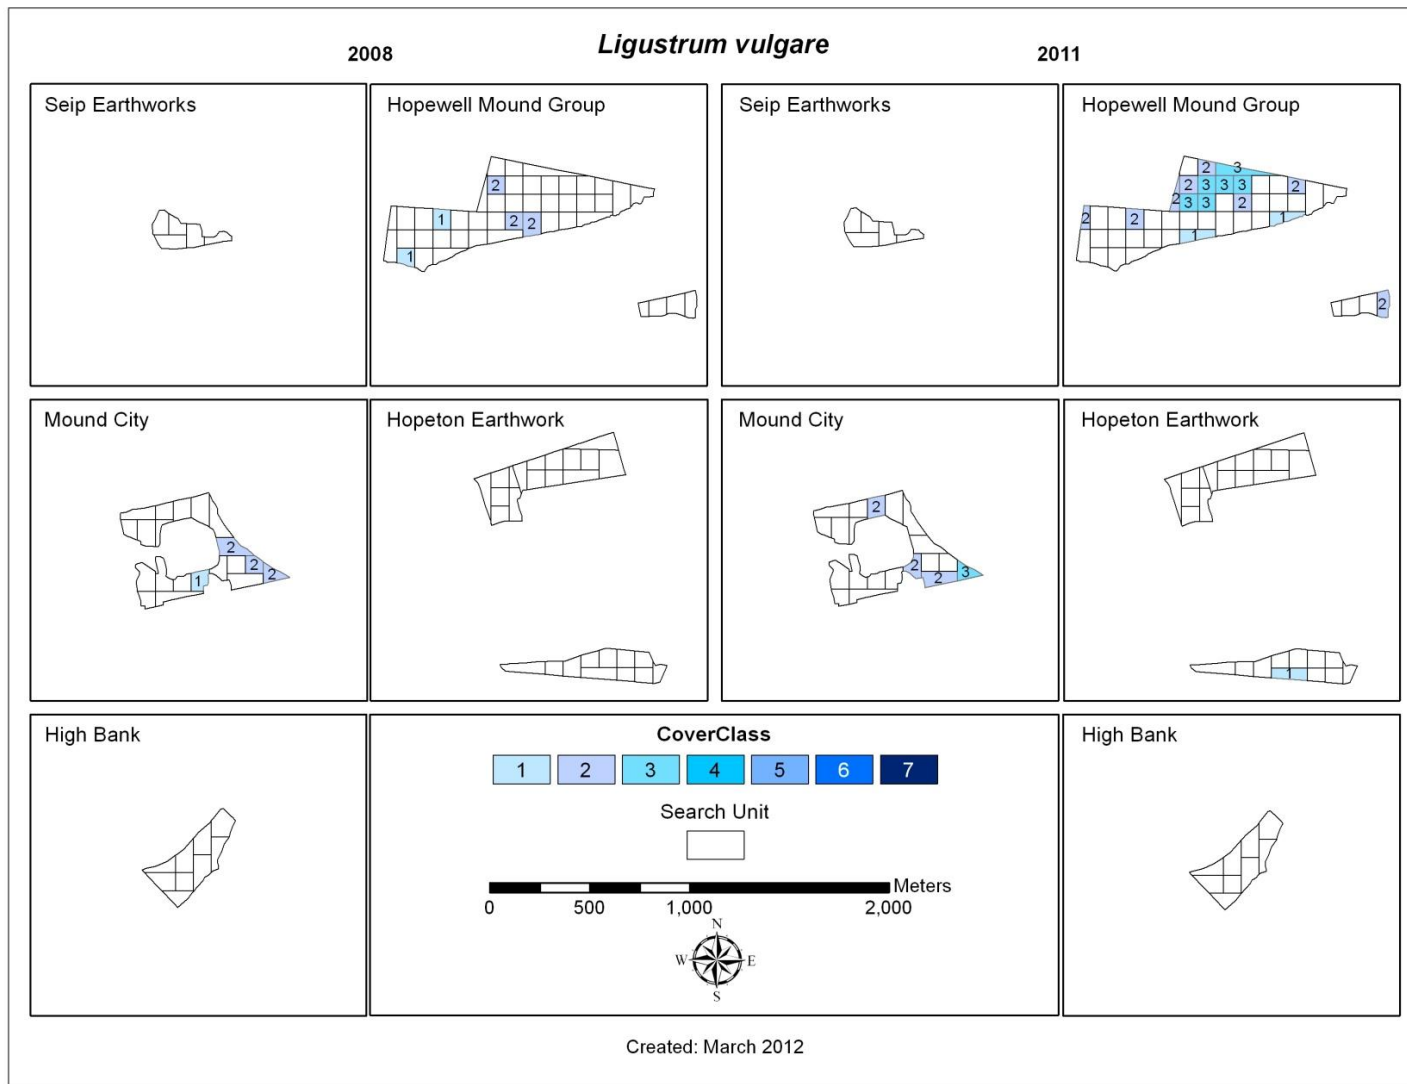 Ligustrum vulgare
2008
2011
Seip Earthworks
Hopewell Mound Group
2
1
2 2
1
Seip Earthworks
Hopewell Mound Group
2 3
2 3 3 3 2
2 3 3 2
2 2 1
1
2
Mound City
2
2
1 2
Hopeton Earthwork
Mound City
2
2
2 3
Hopeton Earthwork
1
High Bank
CoverClass
1 2 3 4 5 6 7
Search Unit
Meters
0 500 1,000 2,000
N
W E
S
High Bank
Created: March 2012